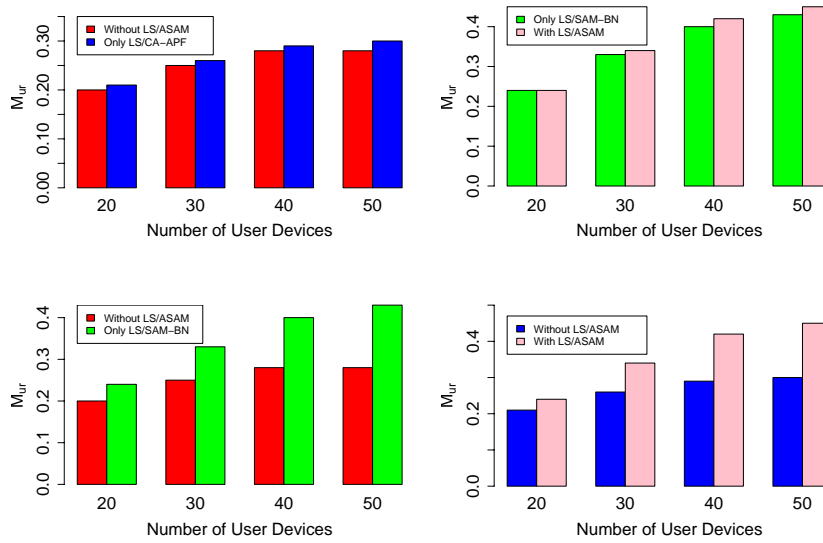 Without LS/ASAM
Only LS/CA−APF
0.00
0.10
0.20
0.30
Mur
20
30
40
50
Number of User Devices
Only LS/SAM−BN
With LS/ASAM
0.0
0.1
0.2
0.3
0.4
Mur
20
30
40
50
Number of User Devices
Without LS/ASAM
Only LS/SAM−BN
0.0
0.1
0.2
0.3
0.4
Mur
20
30
40
50
Number of User Devices
Without LS/ASAM
With LS/ASAM
0.0
0.2
0.4
Mur
20
30
40
50
Number of User Devices